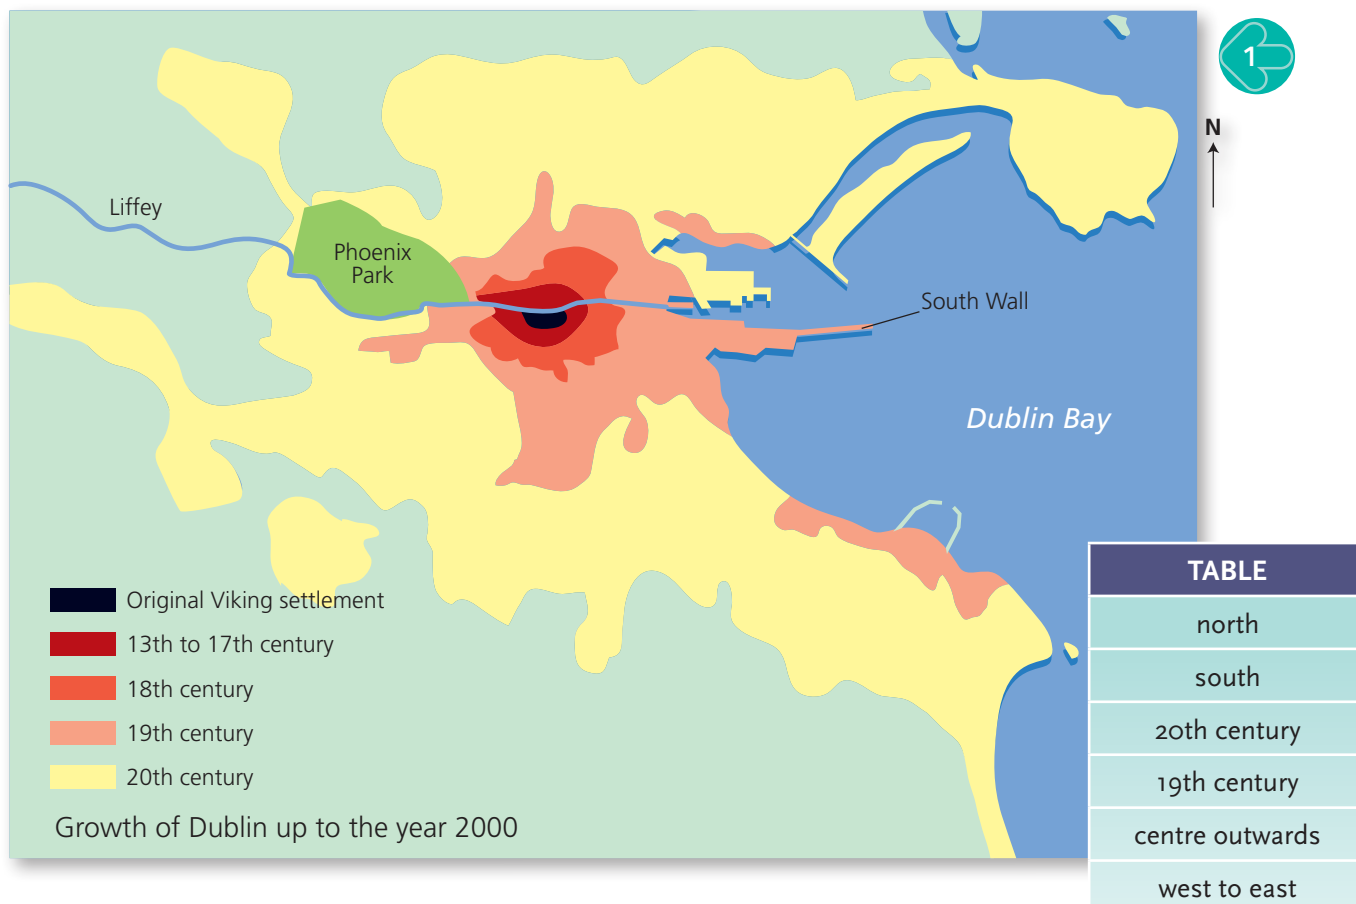 1
N
Liffey
Phoenix
Park
South Wall
Dublin Bay
Original Viking settlement
13th to 17th century
18th century
19th century
20th century
Growth of Dublin up to the year 2000
TABLE
north
south
20th century
19th century
centre outwards
west to east